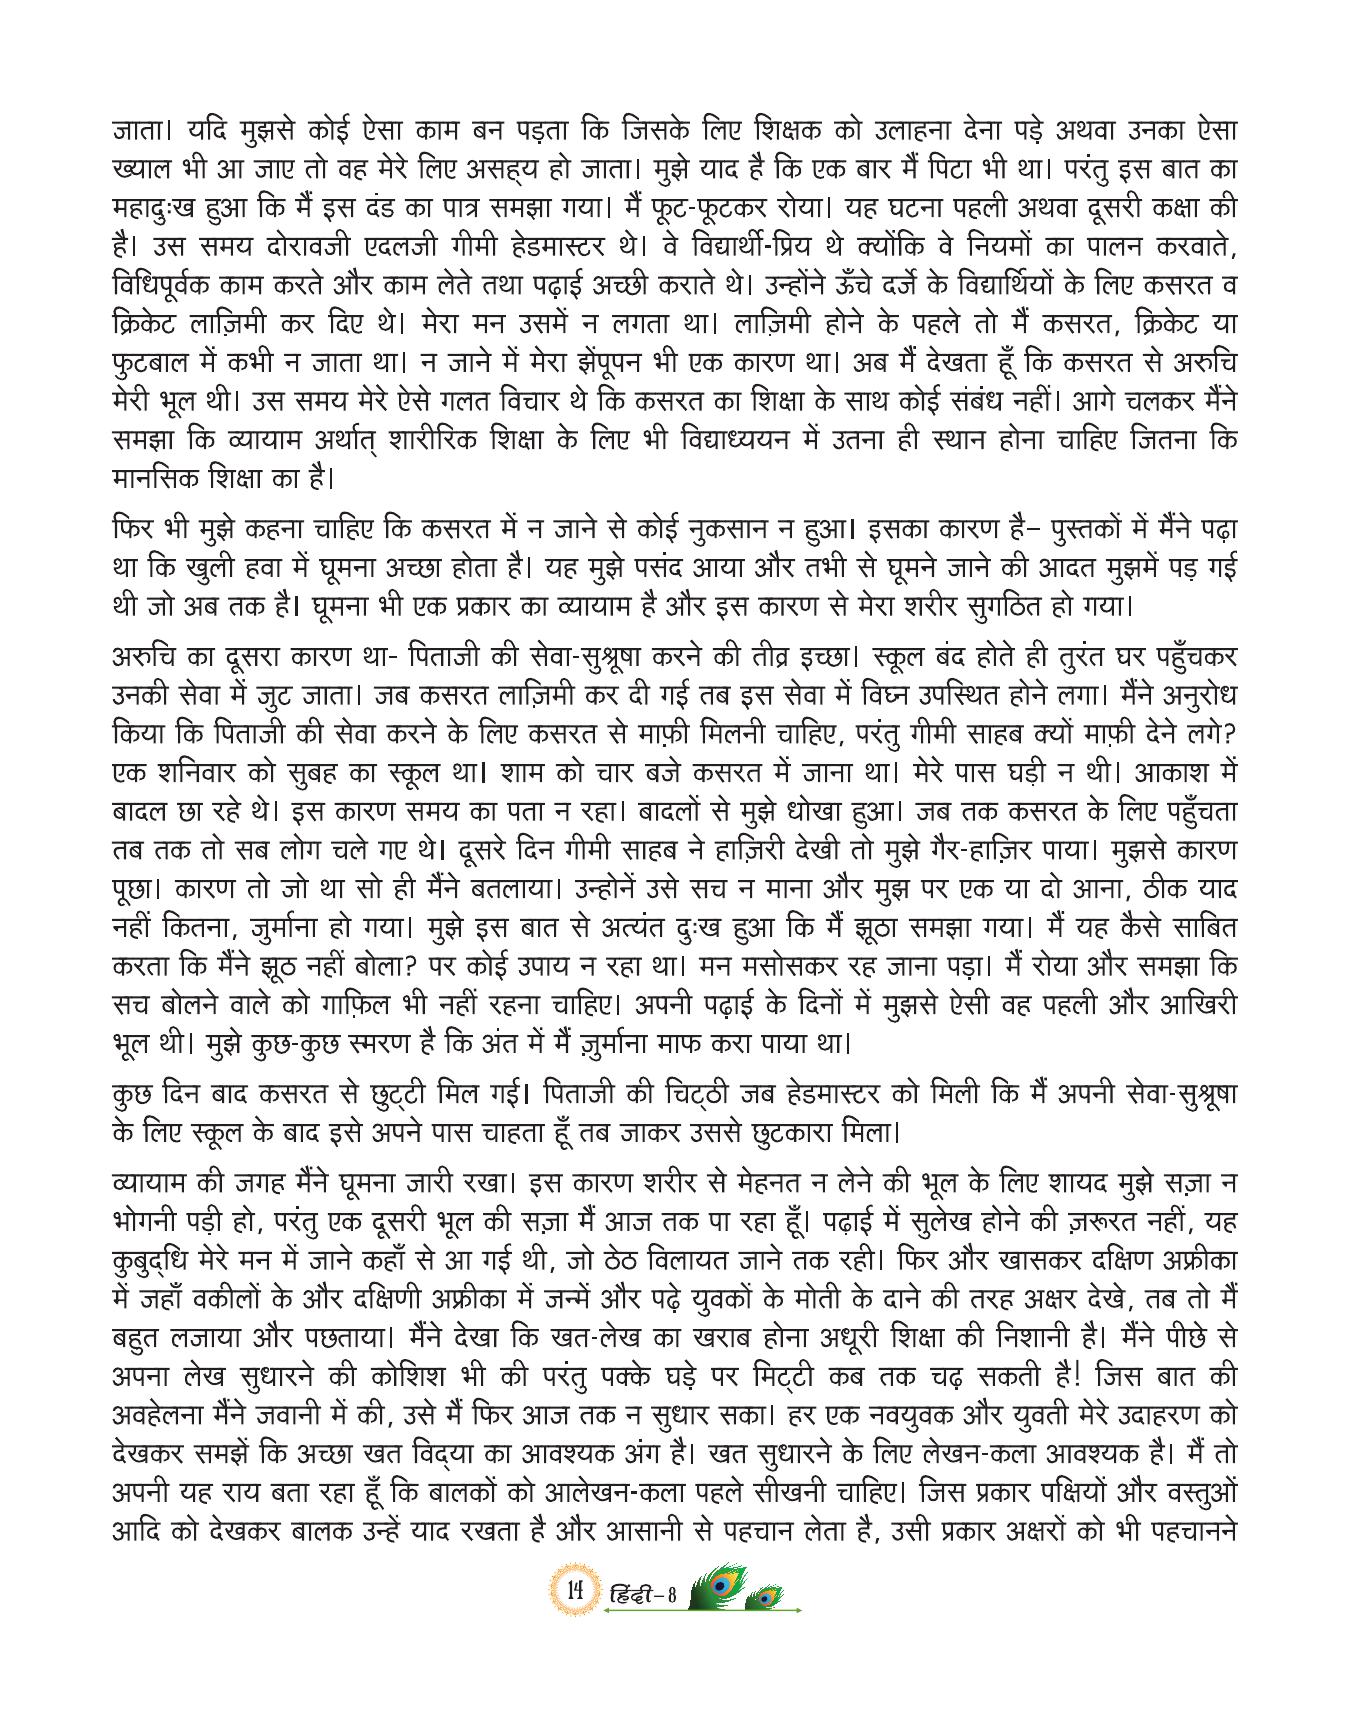 जाता। यदि मुझसे कोई ऐसा काम बन पड़ता कि जिसके लिए शिक्षक को उलाहना देना पड़े अथवा उनका ऐसा
ख्याल भी आ जाए तो वह मेरे लिए असह्य हो जाता। मुझे याद है कि एक बार मैं पिटा भी था। परंतु इस बात का
महादुःख हुआ कि मैं इस दंड का पात्र समझा गया। मैं फूट-फूटकर रोया। यह घटना पहली अथवा दूसरी कक्षा की
है। उस समय दोरावजी एदलजी गीमी हेडमास्टर थे। वे विद्यार्थी-प्रिय थे क्योंकि वे नियमों का पालन करवाते,
विधिपूर्वक काम करते और काम लेते तथा पढ़ाई अच्छी कराते थे। उन्होंने ऊँचे दर्जे के विद्यार्थियों के लिए कसरत व
क्रिकेट लाज़िमी कर दिए थे। मेरा मन उसमें न लगता था। लाज़िमी होने के पहले तो मैं कसरत, क्रिकेट या
फुटबाल में कभी न जाता था। न जाने में मेरा झेंपूपन भी एक कारण था। अब मैं देखता हूँ कि कसरत से अरुचि
मेरी भूल थी। उस समय मेरे ऐसे गलत विचार थे कि कसरत का शिक्षा के साथ कोई संबंध नहीं। आगे चलकर मैंने
समझा कि व्यायाम अर्थात् शारीरिक शिक्षा के लिए भी विद्याध्ययन में उतना ही स्थान होना चाहिए जितना कि
मानसिक शिक्षा का है।
फिर भी मुझे कहना चाहिए कि कसरत में न जाने से कोई नुकसान न हुआ। इसका कारण है– पुस्तकों में मैंने पढ़ा
था कि खुली हवा में घूमना अच्छा होता है। यह मुझे पसंद आया और तभी से घूमने जाने की आदत मुझमें पड़ गई
थी जो अब तक है। घूमना भी एक प्रकार का व्यायाम है और इस कारण से मेरा शरीर सुगठित हो गया।
अरुचि का दूसरा कारण था- पिताजी की सेवा-सुश्रूषा करने की तीव्र इच्छा। स्कूल बंद होते ही तुरंत घर पहुँचकर
उनकी सेवा में जुट जाता। जब कसरत लाज़िमी कर दी गई तब इस सेवा में विघ्न उपस्थित होने लगा। मैंने अनुरोध
किया कि पिताजी की सेवा करने के लिए कसरत से माफ़ी मिलनी चाहिए, परंतु गीमी साहब क्यों माफ़ी देने लगे?
एक शनिवार को सुबह का स्कूल था। शाम को चार बजे कसरत में जाना था। मेरे पास घड़ी न थी। आकाश में
बादल छा रहे थे। इस कारण समय का पता न रहा। बादलों से मुझे धोखा हुआ। जब तक कसरत के लिए पहुँचता
तब तक तो सब लोग चले गए थे। दूसरे दिन गीमी साहब ने हाज़िरी देखी तो मुझे गैर-हाज़िर पाया। मुझसे कारण
पूछा। कारण तो जो था सो ही मैंने बतलाया। उन्होनें उसे सच न माना और मुझ पर एक या दो आना, ठीक याद
नहीं कितना, जुर्माना हो गया। मुझे इस बात से अत्यंत दुःख हुआ कि मैं झूठा समझा गया। मैं यह कैसे साबित
करता कि मैंने झूठ नहीं बोला? पर कोई उपाय न रहा था। मन मसोसकर रह जाना पड़ा। मैं रोया और समझा कि
सच बोलने वाले को गाफ़िल भी नहीं रहना चाहिए। अपनी पढ़ाई के दिनों में मुझसे ऐसी वह पहली और आखिरी
भूल थी। मुझे कुछ-कुछ स्मरण है कि अंत में मैं ज़ुर्माना माफ करा पाया था।
कुछ दिन बाद कसरत से छुट्टी मिल गई। पिताजी की चिट्ठी जब हेडमास्टर को मिली कि मैं अपनी सेवा-सुश्रूषा
के लिए स्कूल के बाद इसे अपने पास चाहता हूँ तब जाकर उससे छुटकारा मिला।
व्यायाम की जगह मैंने घूमना जारी रखा। इस कारण शरीर से मेहनत न लेने की भूल के लिए शायद मुझे सज़ा न
भोगनी पड़ी हो, परंतु एक दूसरी भूल की सज़ा मैं आज तक पा रहा हूँ। पढ़ाई में सुलेख होने की ज़रूरत नहीं, यह
कुबुद्धि मेरे मन में जाने कहाँ से आ गई थी, जो ठेठ विलायत जाने तक रही। फिर और खासकर दक्षिण अफ्रीका
में जहाँ वकीलों के और दक्षिणी अफ्रीका में जन्में और पढ़े युवकों के मोती के दाने की तरह अक्षर देखे, तब तो मैं
बहुत लजाया और पछताया। मैंने देखा कि खत-लेख का खराब होना अधूरी शिक्षा की निशानी है। मैंने पीछे से
अपना लेख सुधारने की कोशिश भी की परंतु पक्के घड़े पर मिट्टी कब तक चढ़ सकती है! जिस बात की
अवहेलना मैंने जवानी में की, उसे मैं फिर आज तक न सुधार सका। हर एक नवयुवक और युवती मेरे उदाहरण को
देखकर समझें कि अच्छा खत विद्या का आवश्यक अंग है। खत सुधारने के लिए लेखन-कला आवश्यक है। मैं तो
अपनी यह राय बता रहा हूँ कि बालकों को आलेखन-कला पहले सीखनी चाहिए। जिस प्रकार पक्षियों और वस्तुओं
आदि को देखकर बालक उन्हें याद रखता है और आसानी से पहचान लेता है, उसी प्रकार अक्षरों को भी पहचानने
14 हिंदी–8